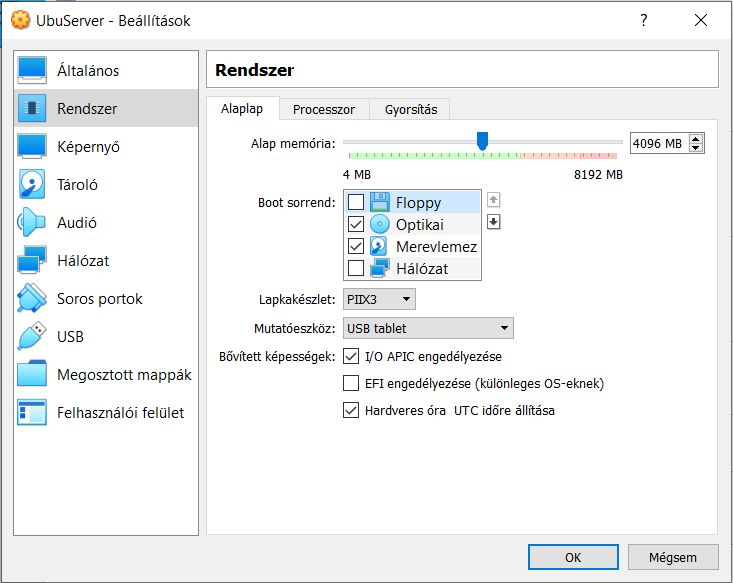 UbuServer - Beállítások
Általános
Rendszer
Képernyő
Tároló
Audió
Hálózat
Soros portok
USB
Megosztott mappák
Felhasználói felület
Rendszer
Alaplap Processzor Gyorsítás
Alap memória: 4096 MB
4 MB 8192 MB
Boot sorrend: Floppy
Optikai
Merevlemez
Hálózat
Lapkakészlet: PIIX3
Mutatóeszköz: USB tablet
Bővített képességek: I/O APIC engedélyezése
EFI engedélyezése (különleges OS-eknek)
Hardveres óra UTC időre állítása
OK Mégsem